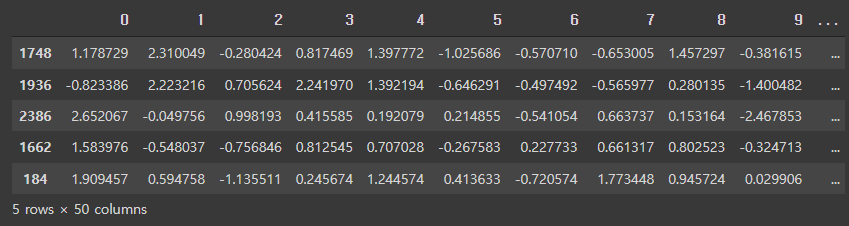 0 1 2 3 4 5 6 7 8 9 ...
1748 1.178729 2.310049 -0.280424 0.817469 1.397772 -1.025686 -0.570710 -0.653005 1.457297 -0.381615 ...
1936 -0.823386 2.223216 0.705624 2.241970 1.392194 -0.646291 -0.497492 -0.565977 0.280135 -1.400482 ...
2386 2.652067 -0.049756 0.998193 0.415585 0.192079 0.214855 -0.541054 0.663737 0.153164 -2.467853 ...
1662 1.583976 -0.548037 -0.756846 0.812545 0.707028 -0.267583 0.227733 0.661317 0.802523 -0.324713 ...
184 1.909457 0.594758 -1.135511 0.245674 1.244574 0.413633 -0.720574 1.773448 0.945724 0.029906 ...
5 rows × 50 columns